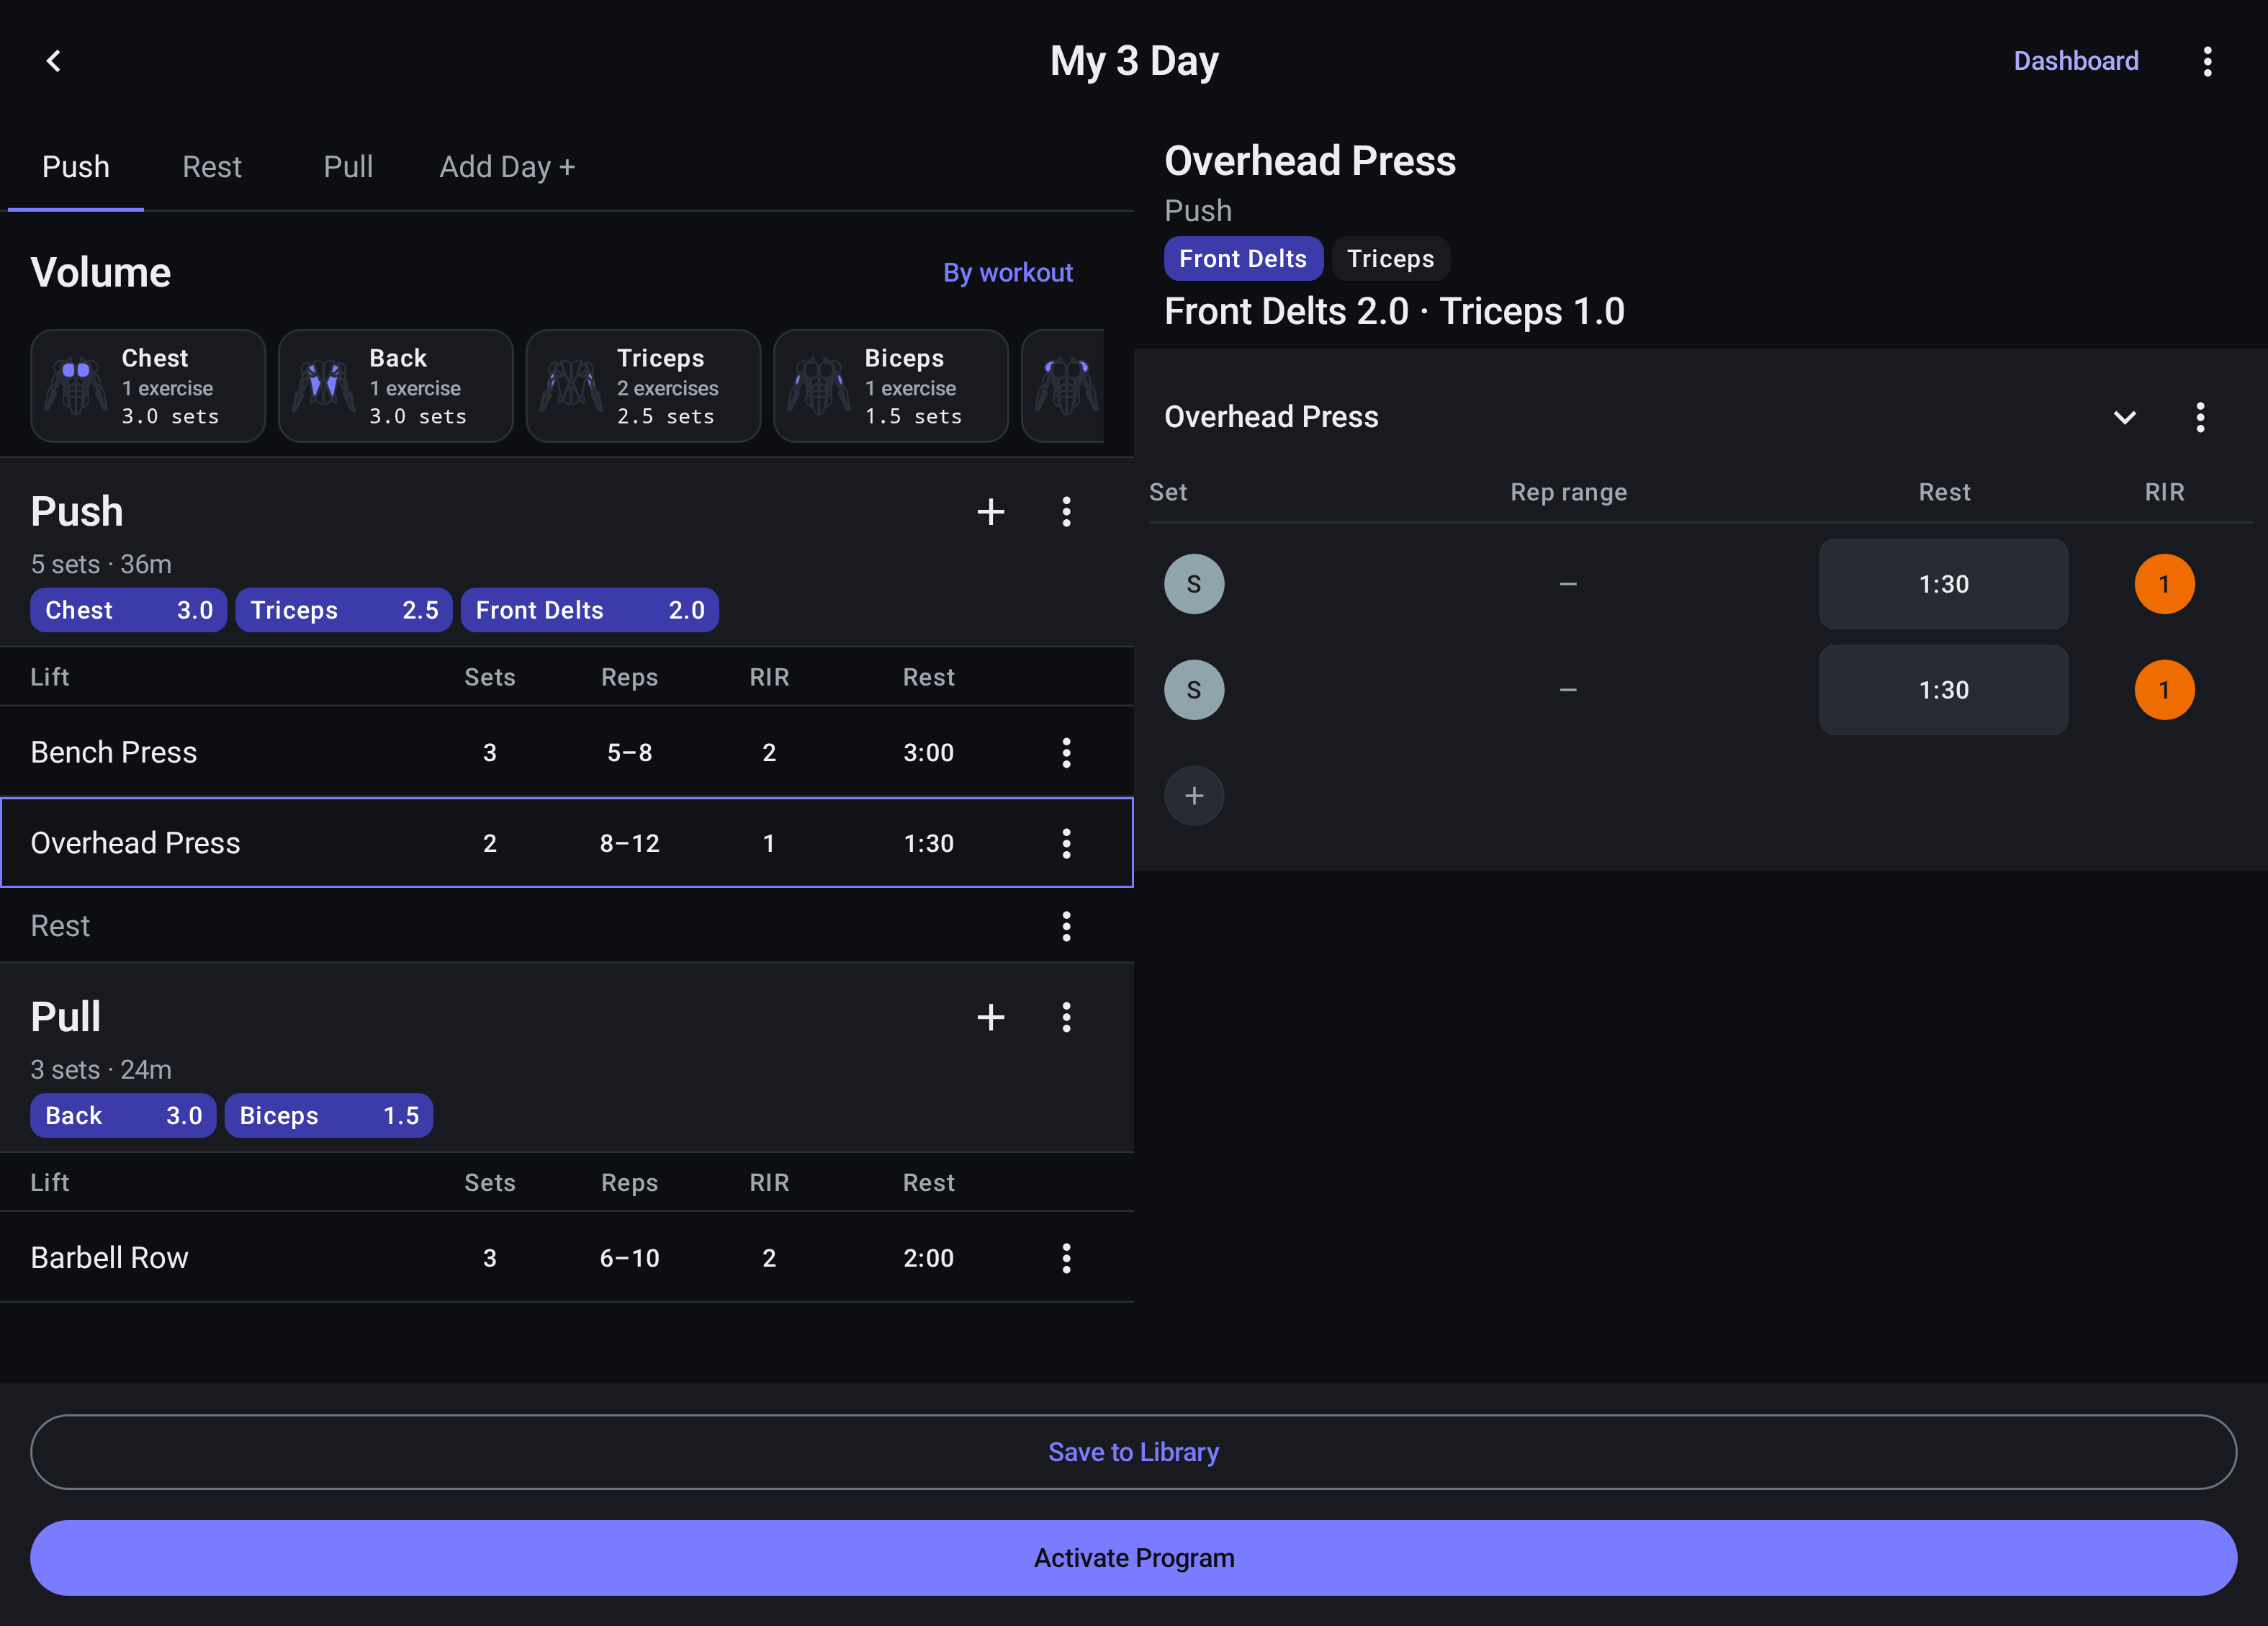 My 3 Day
Dashboard
Push Rest Pull Add Day +
Volume
By workout
Chest
1 exercise
3.0 sets
Back
1 exercise
3.0 sets
Triceps
2 exercises
2.5 sets
Biceps
1 exercise
1.5 sets
Push
5 sets · 36m
Chest 3.0 Triceps 2.5 Front Delts 2.0
Lift Sets Reps RIR Rest
Bench Press 3 5–8 2 3:00
Overhead Press 2 8–12 1 1:30
Rest
Pull
3 sets · 24m
Back 3.0 Biceps 1.5
Lift Sets Reps RIR Rest
Barbell Row 3 6–10 2 2:00
Overhead Press
Push
Front Delts Triceps
Front Delts 2.0 · Triceps 1.0
Overhead Press
Set Rep range Rest RIR
S – 1:30 1
S – 1:30 1
+
Save to Library
Activate Program